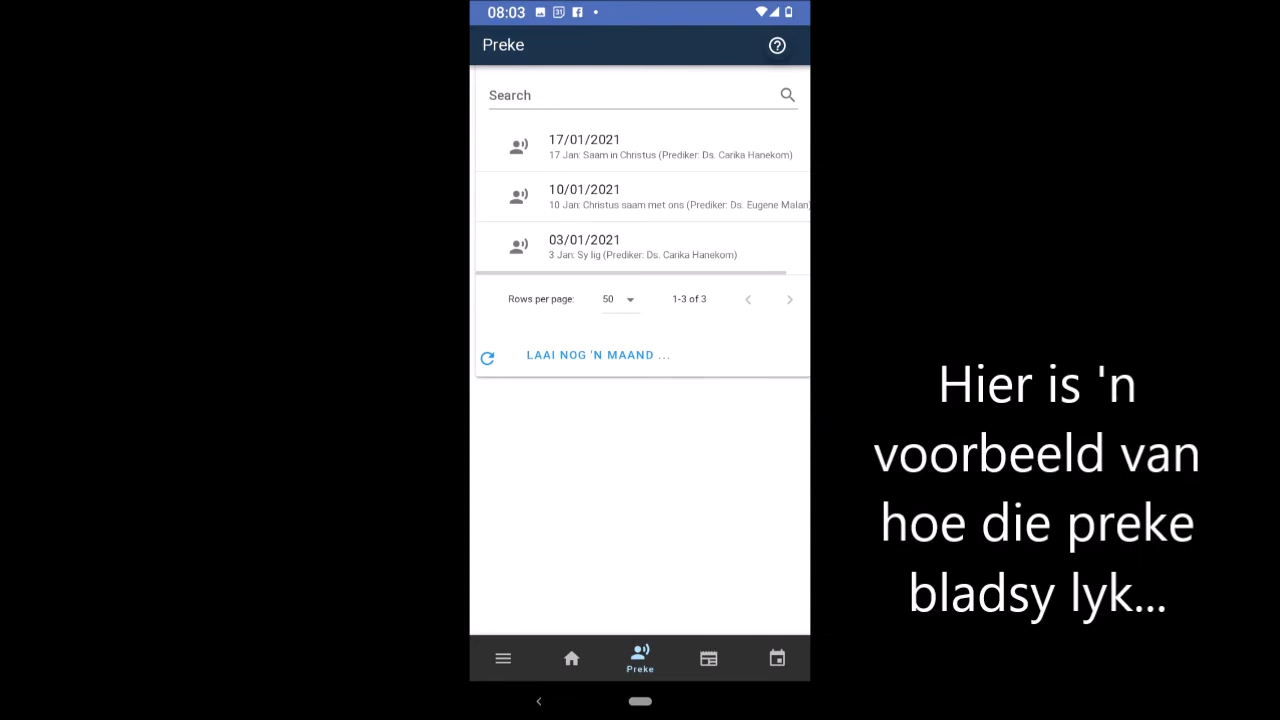 08:03
31
Preke
Search
17/01/2021
17 Jan: Saam in Christus (Prediker: Ds. Carika Hanekom)
10/01/2021
10 Jan: Christus saam met ons (Prediker: Ds. Eugene Malan)
03/01/2021
3 Jan: Sy lig (Prediker: Ds. Carika Hanekom)
Rows per page: 50 1-3 of 3
LAAI NOG 'N MAAND ...
Preke
Hier is 'n
voorbeeld van
hoe die preke
bladsy lyk...